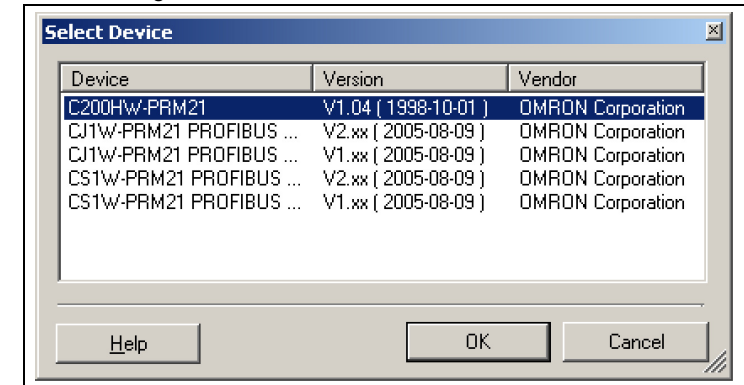 Select Device
Device Version Vendor
C200HW-PRM21 V1.04 ( 1998-10-01 ) OMRON Corporation
CJ1W-PRM21 PROFIBUS ... V2.xx ( 2005-08-09 ) OMRON Corporation
CJ1W-PRM21 PROFIBUS ... V1.xx ( 2005-08-09 ) OMRON Corporation
CS1W-PRM21 PROFIBUS ... V2.xx ( 2005-08-09 ) OMRON Corporation
CS1W-PRM21 PROFIBUS ... V1.xx ( 2005-08-09 ) OMRON Corporation
Help OK Cancel